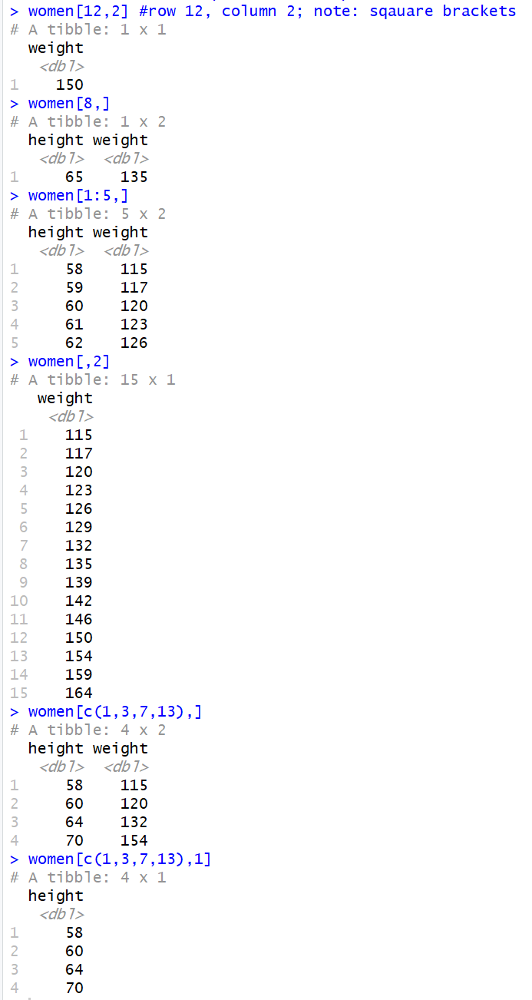 > women[12,2] #row 12, column 2; note: sqauare brackets
# A tibble: 1 x 1
  weight
   <dbl>
1    150
> women[8,]
# A tibble: 1 x 2
  height weight
   <dbl>  <dbl>
1     65    135
> women[1:5,]
# A tibble: 5 x 2
  height weight
   <dbl>  <dbl>
1     58    115
2     59    117
3     60    120
4     61    123
5     62    126
> women[,2]
# A tibble: 15 x 1
   weight
    <dbl>
 1    115
 2    117
 3    120
 4    123
 5    126
 6    129
 7    132
 8    135
 9    139
10    142
11    146
12    150
13    154
14    159
15    164
> women[c(1,3,7,13),]
# A tibble: 4 x 2
  height weight
   <dbl>  <dbl>
1     58    115
2     60    120
3     64    132
4     70    154
> women[c(1,3,7,13),1]
# A tibble: 4 x 1
  height
   <dbl>
1     58
2     60
3     64
4     70